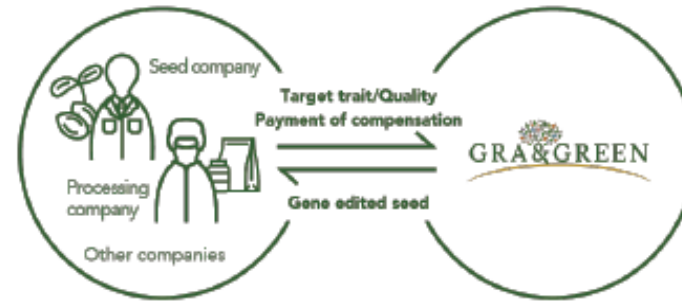 Seed company
Processing
company
Other companies
Target trait/Quality
Payment of compensation
Gene edited seed
GRA&GREEN